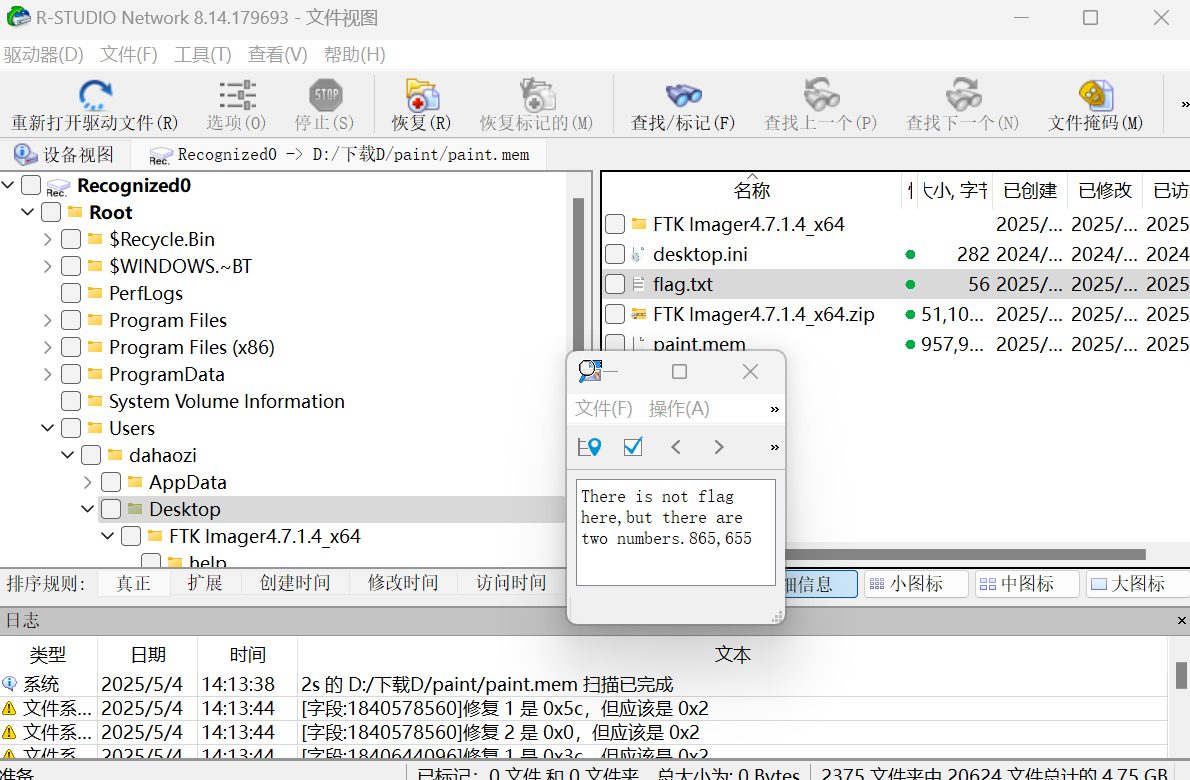 R-STUDIO Network 8.14.179693 - 文件视图
驱动器(D) 文件(F) 工具(T) 查看(V) 帮助(H)
重新打开驱动文件(R) 选项(O) 停止(S) 恢复(R) 恢复标记的(M) 查找/标记(F) 查找上一个(P) 查找下一个(N) 文件掩码(M) »
STOP
设备视图 Rec. Recognized0 -> D:/下载D/paint/paint.mem
Rec. Recognized0
Root
$Recycle.Bin
$WINDOWS.~BT
PerfLogs
Program Files
Program Files (x86)
ProgramData
System Volume Information
Users
dahaozi
AppData
Desktop
FTK Imager4.7.1.4_x64
help
名称 大小, 字节 已创建 已修改 已访
FTK Imager4.7.1.4_x64 2025/... 2025/... 2025
desktop.ini 282 2024/... 2024/... 2024
flag.txt 56 2025/... 2025/... 2025
FTK Imager4.7.1.4_x64.zip 51,10... 2025/... 2025/... 2025
paint.mem 957,9... 2025/... 2025/... 2025
文件(F) 操作(A) »
»
There is not flag
here,but there are
two numbers.865,655
排序规则: 真正 扩展 创建时间 修改时间 访问时间 细信息 小图标 中图标 大图标
日志
类型 日期 时间 文本
系统 2025/5/4 14:13:38 2s 的 D:/下载D/paint/paint.mem 扫描已完成
文件系... 2025/5/4 14:13:44 [字段:1840578560]修复 1 是 0x5c，但应该是 0x2
文件系... 2025/5/4 14:13:44 [字段:1840578560]修复 2 是 0x0，但应该是 0x2
文件系... 2025/5/4 14:13:44 [字段:1840644096]修复 1 是 0x3c，但应该是 0x2
准备 已标记: 0 文件 和 0 文件夹 总大小为: 0 Bytes 2375 文件夹中 20624 文件总计的 4.75 GB